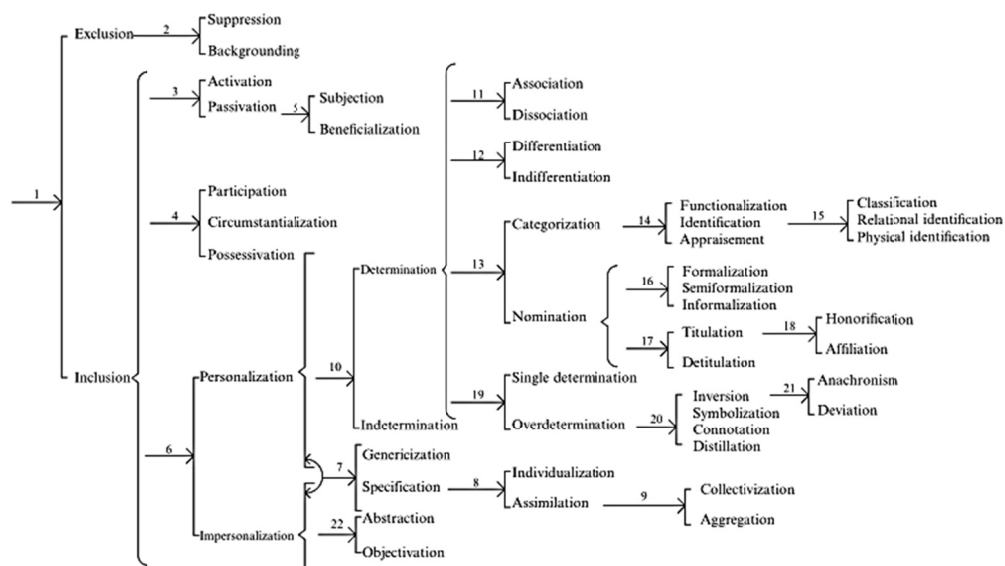 Suppression
Exclusion 2
Backgrounding
Activation
3
Passivation 5 Subjection
Beneficialization
11 Association
Dissociation
12 Differentiation
Indifferentiation
1
Participation
4 Circumstantialization
Possessivation
Categorization 14 Functionalization
Identification 15 Classification
Appraisement Relational identification
Physical identification
Determination 13
16 Formalization
Semiformalization
Informalization
Nomination
17 Titulation 18 Honorification
Detitulation Affiliation
Inclusion Personalization 10
19 Single determination
Overdetermination 20 Inversion 21 Anachronism
Symbolization Deviation
Connotation
Distillation
Indetermination
6
7 Genericization
Specification 8 Individualization
Assimilation 9 Collectivization
Aggregation
Impersonalization 22 Abstraction
Objectivation